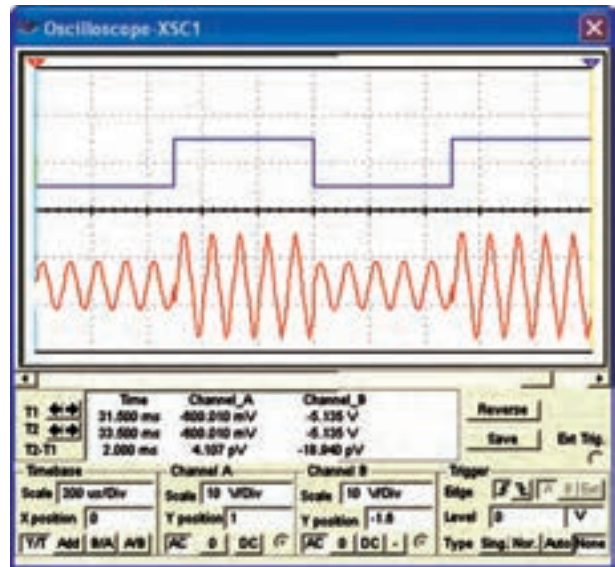 Oscilloscope-XSC1
Time Channel_A Channel_B
T1 31.500 ms -600.010 mV -5.135 V
T2 33.500 ms -600.010 mV -5.135 V
T2-T1 2.000 ms 4.107 pV -18.940 pV
Reverse
Save
Ext Trig.
Timebase Channel A Channel B Trigger
Scale 200 us/Div Scale 10 V/Div Scale 10 V/Div Edge A B Ext
X position 0 Y position 1 Y position -1.6 Level 0 V
Y/T Add B/A A/B AC 0 DC AC 0 DC - Type Sing. Nor. Auto None